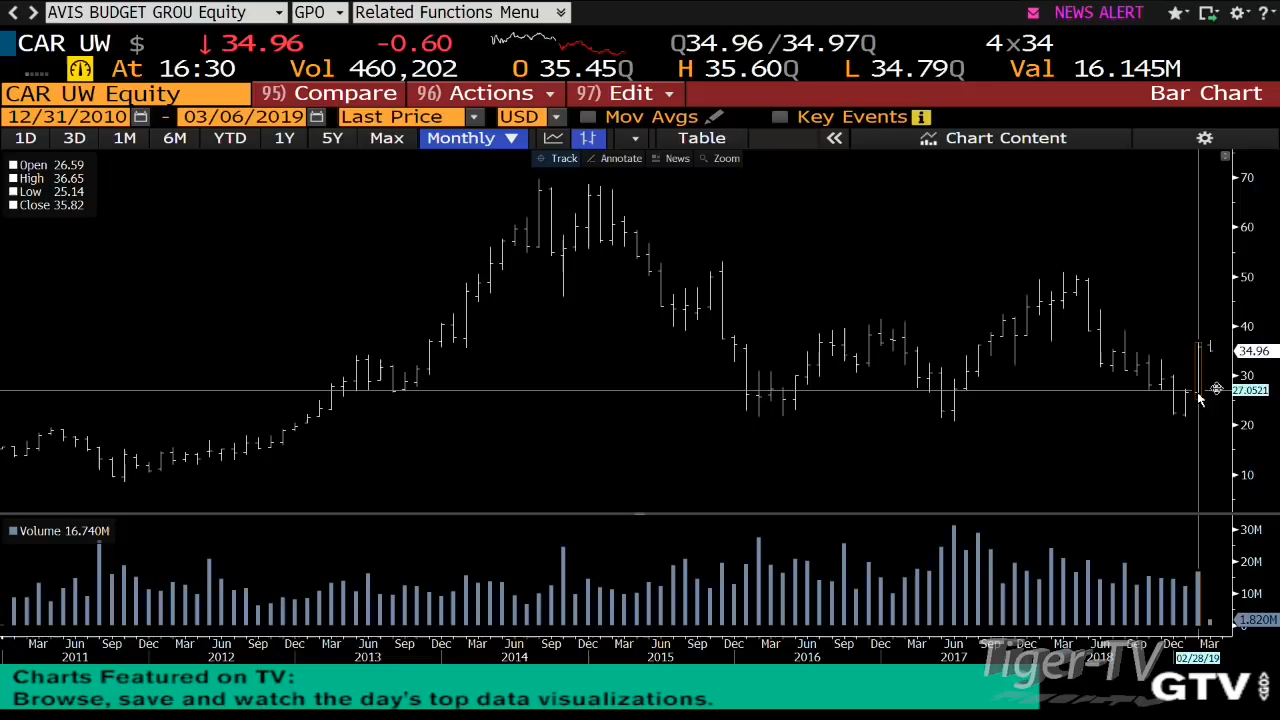 AVIS BUDGET GROU Equity GPO Related Functions Menu NEWS ALERT ?
CAR UW $ ↓ 34.96 -0.60 Q34.96/34.97Q 4x34
At 16:30 Vol 460,202 O 35.45Q H 35.60Q L 34.79Q Val 16.145M
CAR UW Equity 95) Compare 96) Actions 97) Edit Bar Chart
12/31/2010 - 03/06/2019 Last Price USD Mov Avgs Key Events i
1D 3D 1M 6M YTD 1Y 5Y Max Monthly ▼ Table « Chart Content
Track Annotate News Zoom
Open 26.59
High 36.65
Low 25.14
Close 35.82
70
60
50
40
34.96
30
27.0521
20
10
Volume 16.740M
30M
20M
10M
1.820M
0
Mar Jun Sep Dec Mar Jun Sep Dec Mar Jun Sep Dec Mar Jun Sep Dec Mar Jun Sep Dec Mar Jun Sep Dec Mar Jun Sep Dec Mar Jun Sep Dec Mar
2011 2012 2013 2014 2015 2016 2017 2018 02/28/19
Tiger-TV
Charts Featured on TV:
Browse, save and watch the day's top data visualizations.
GTV